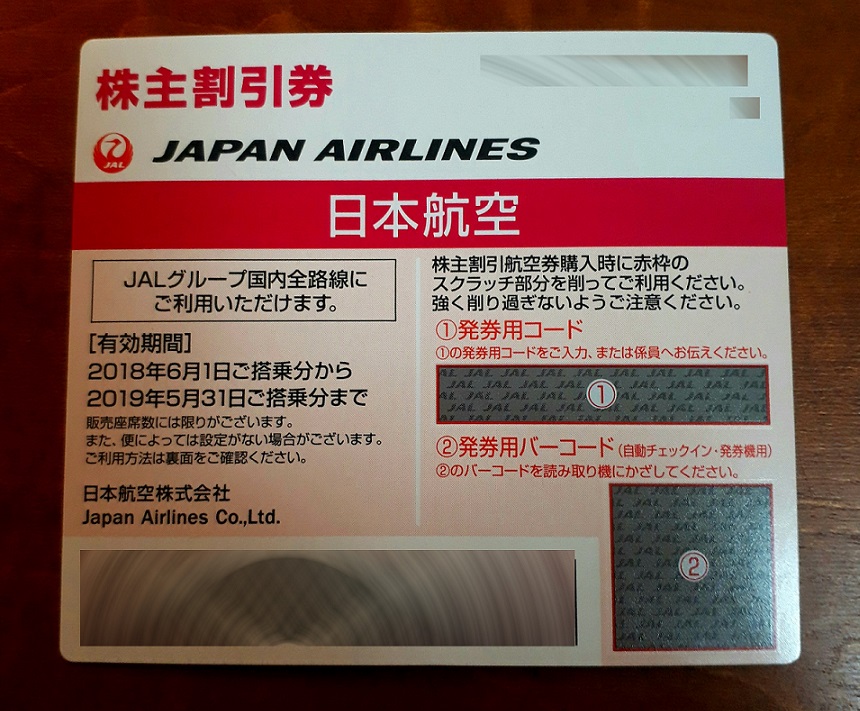 株主割引券
JAL
JAPAN AIRLINES
日本航空
JALグループ国内全路線に
ご利用いただけます。
[有効期間]
2018年6月1日ご搭乗分から
2019年5月31日ご搭乗分まで
販売座席数には限りがございます。
また、便によっては設定がない場合がございます。
ご利用方法は裏面をご確認ください。
日本航空株式会社
Japan Airlines Co.,Ltd.
株主割引航空券購入時に赤枠の
スクラッチ部分を削ってご利用ください。
強く削り過ぎないようご注意ください。
①発券用コード
①の発券用コードをご入力、または係員へお伝えください。
①
②発券用バーコード(自動チェックイン・発券機用)
②のバーコードを読み取り機にかざしてください。
②